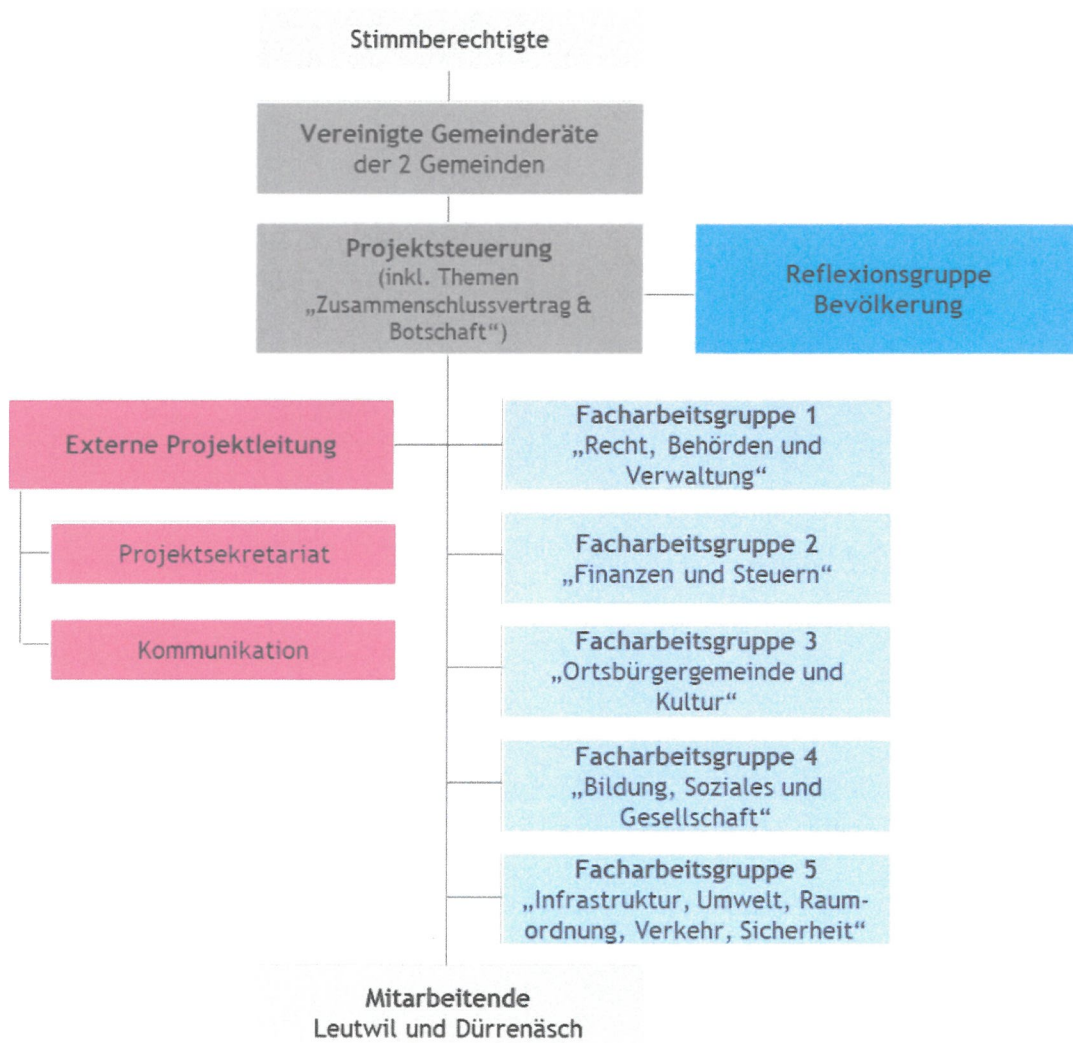 Stimmberechtigte
Vereinigte Gemeinderäte
der 2 Gemeinden
Projektsteuerung
(inkl. Themen
„Zusammenschlussvertrag &
Botschaft“)
Reflexionsgruppe
Bevölkerung
Externe Projektleitung
Projektsekretariat
Kommunikation
Facharbeitsgruppe 1
„Recht, Behörden und
Verwaltung“
Facharbeitsgruppe 2
„Finanzen und Steuern“
Facharbeitsgruppe 3
„Ortsbürgergemeinde und
Kultur“
Facharbeitsgruppe 4
„Bildung, Soziales und
Gesellschaft“
Facharbeitsgruppe 5
„Infrastruktur, Umwelt, Raum-
ordnung, Verkehr, Sicherheit“
Mitarbeitende
Leutwil und Dürrenäsch